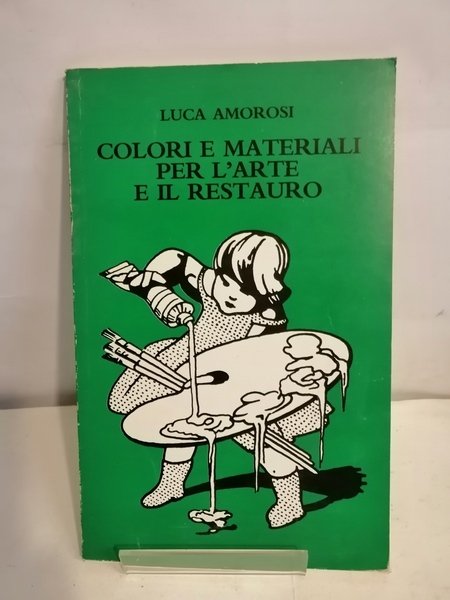 LUCA AMOROSI
COLORI E MATERIALI
PER L'ARTE
E IL RESTAURO